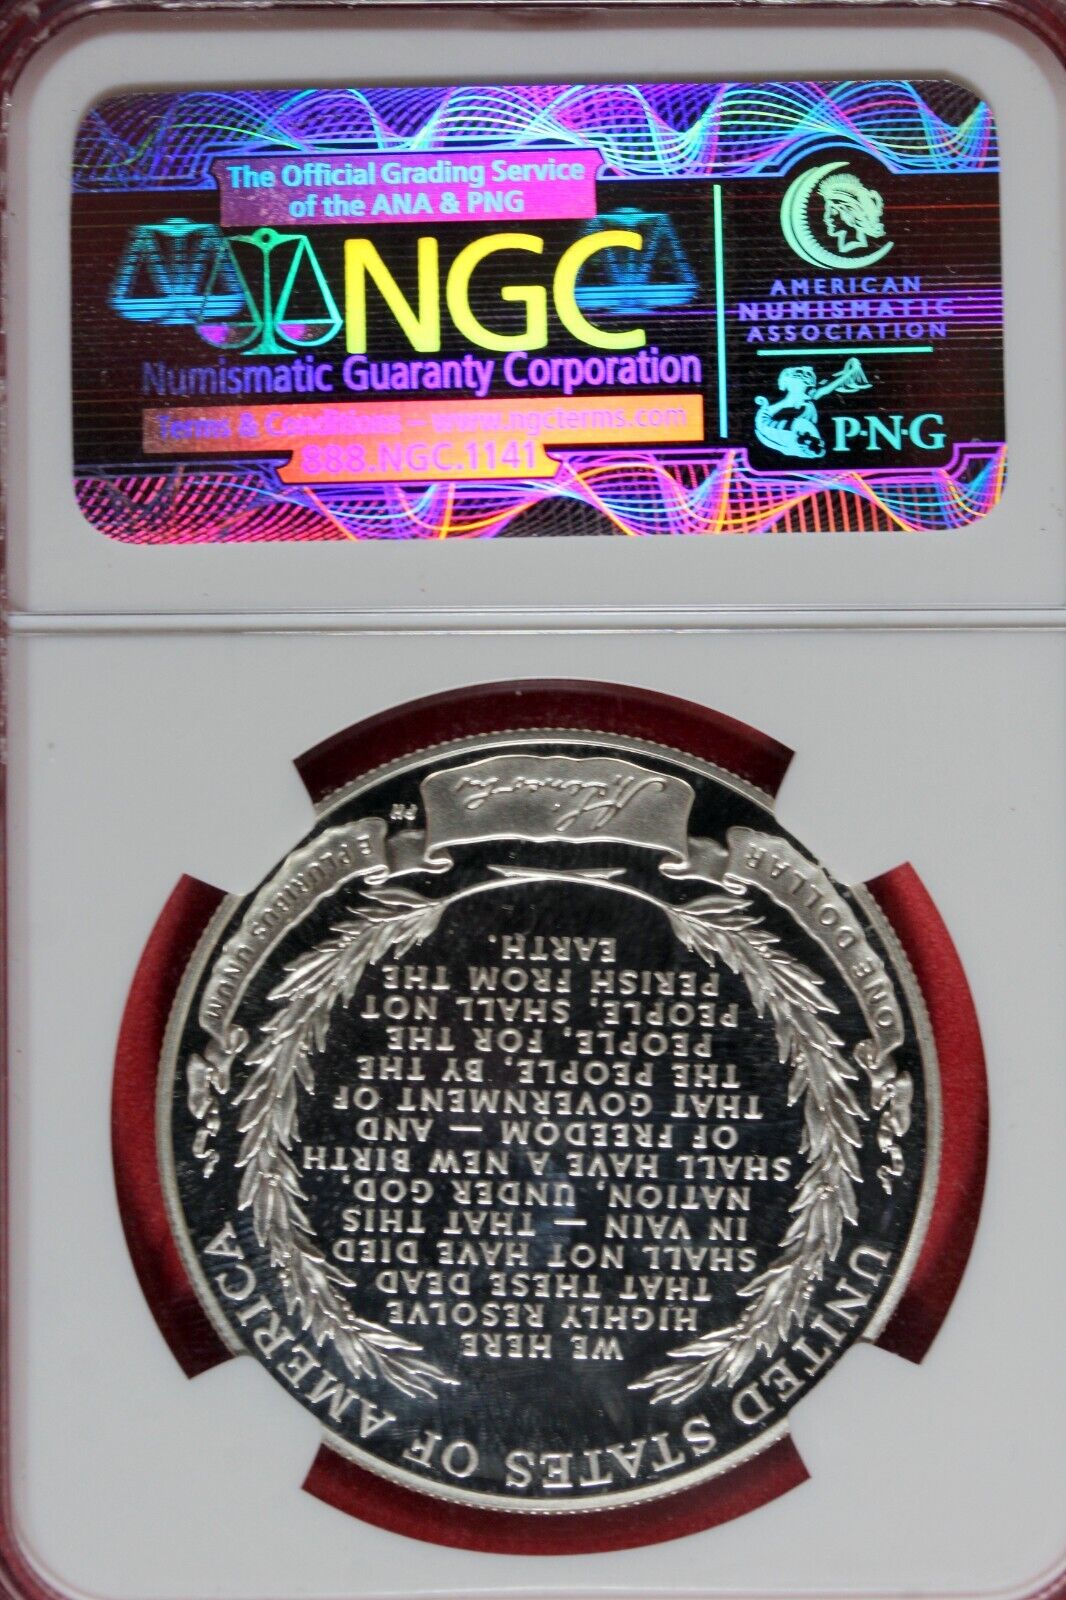 The Official Grading Service
of the ANA & PNG
NGC
Numismatic Guaranty Corporation
Terms & Conditions – www.ngcterms.com
888.NGC.1141
AMERICAN
NUMISMATIC
ASSOCIATION
P·N·G
UNITED STATES OF AMERICA
WE HERE
HIGHLY RESOLVE
THAT THESE DEAD
SHALL NOT HAVE DIED
IN VAIN — THAT THIS
NATION, UNDER GOD,
SHALL HAVE A NEW BIRTH
OF FREEDOM — AND
THAT GOVERNMENT OF
THE PEOPLE, BY THE
PEOPLE, FOR THE
PEOPLE, SHALL NOT
PERISH FROM THE
EARTH.
ONE DOLLAR
A. Lincoln
E PLURIBUS UNUM
PH